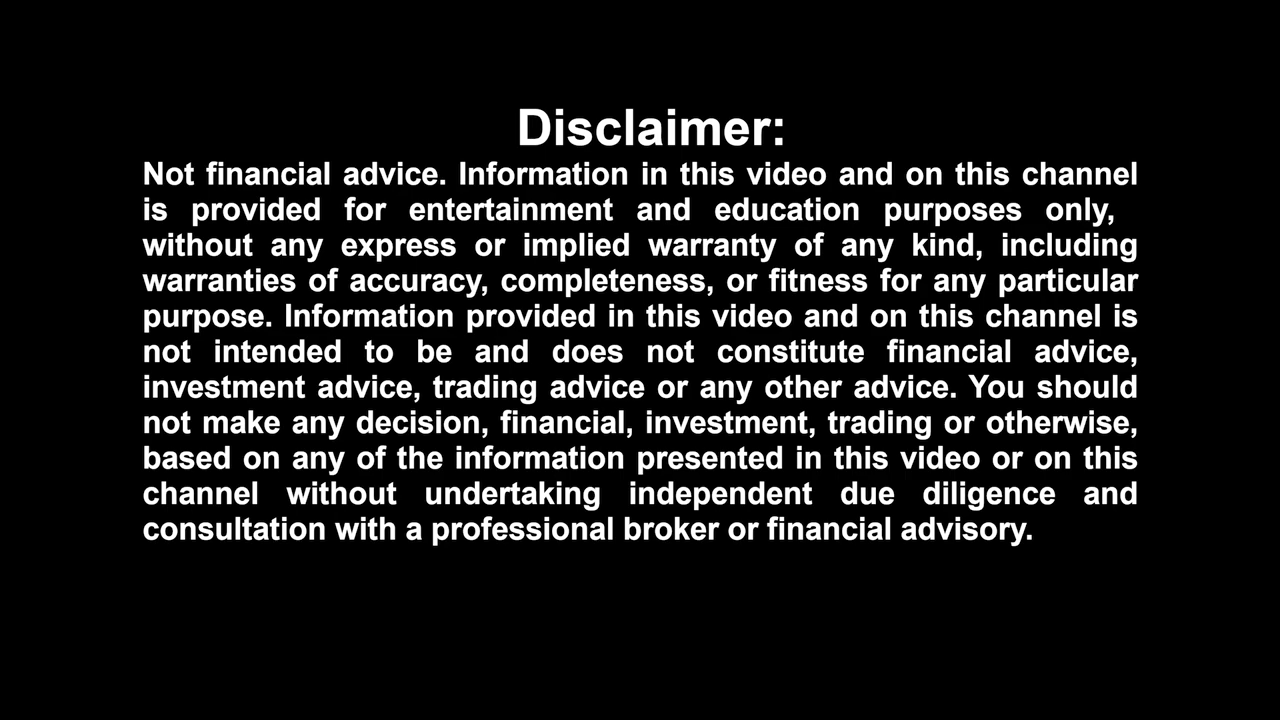 Disclaimer:
Not financial advice. Information in this video and on this channel
is provided for entertainment and education purposes only,
without any express or implied warranty of any kind, including
warranties of accuracy, completeness, or fitness for any particular
purpose. Information provided in this video and on this channel is
not intended to be and does not constitute financial advice,
investment advice, trading advice or any other advice. You should
not make any decision, financial, investment, trading or otherwise,
based on any of the information presented in this video or on this
channel without undertaking independent due diligence and
consultation with a professional broker or financial advisory.